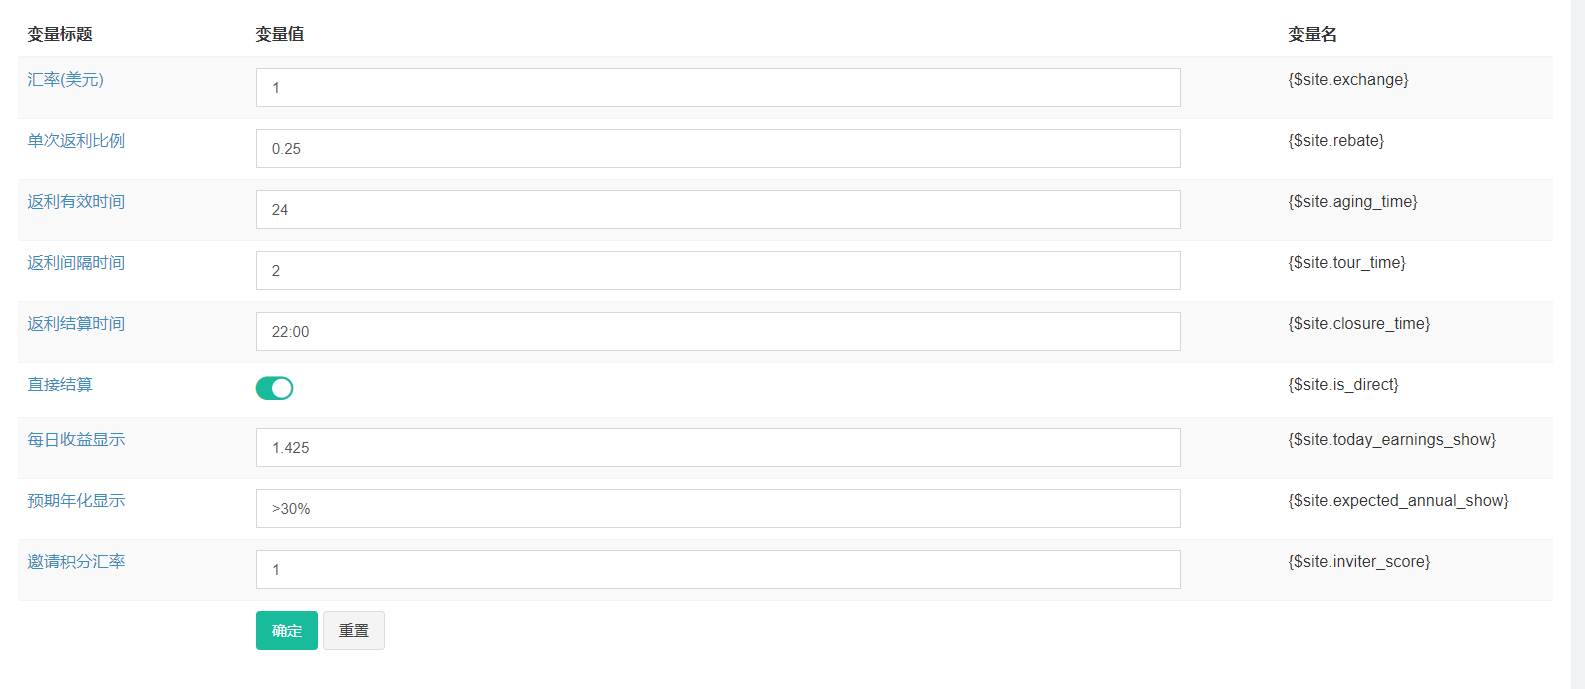 变量标题 变量值 变量名
汇率(美元) 1 {$site.exchange}
单次返利比例 0.25 {$site.rebate}
返利有效时间 24 {$site.aging_time}
返利间隔时间 2 {$site.tour_time}
返利结算时间 22:00 {$site.closure_time}
直接结算 {$site.is_direct}
每日收益显示 1.425 {$site.today_earnings_show}
预期年化显示 >30% {$site.expected_annual_show}
邀请积分汇率 1 {$site.inviter_score}
确定 重置